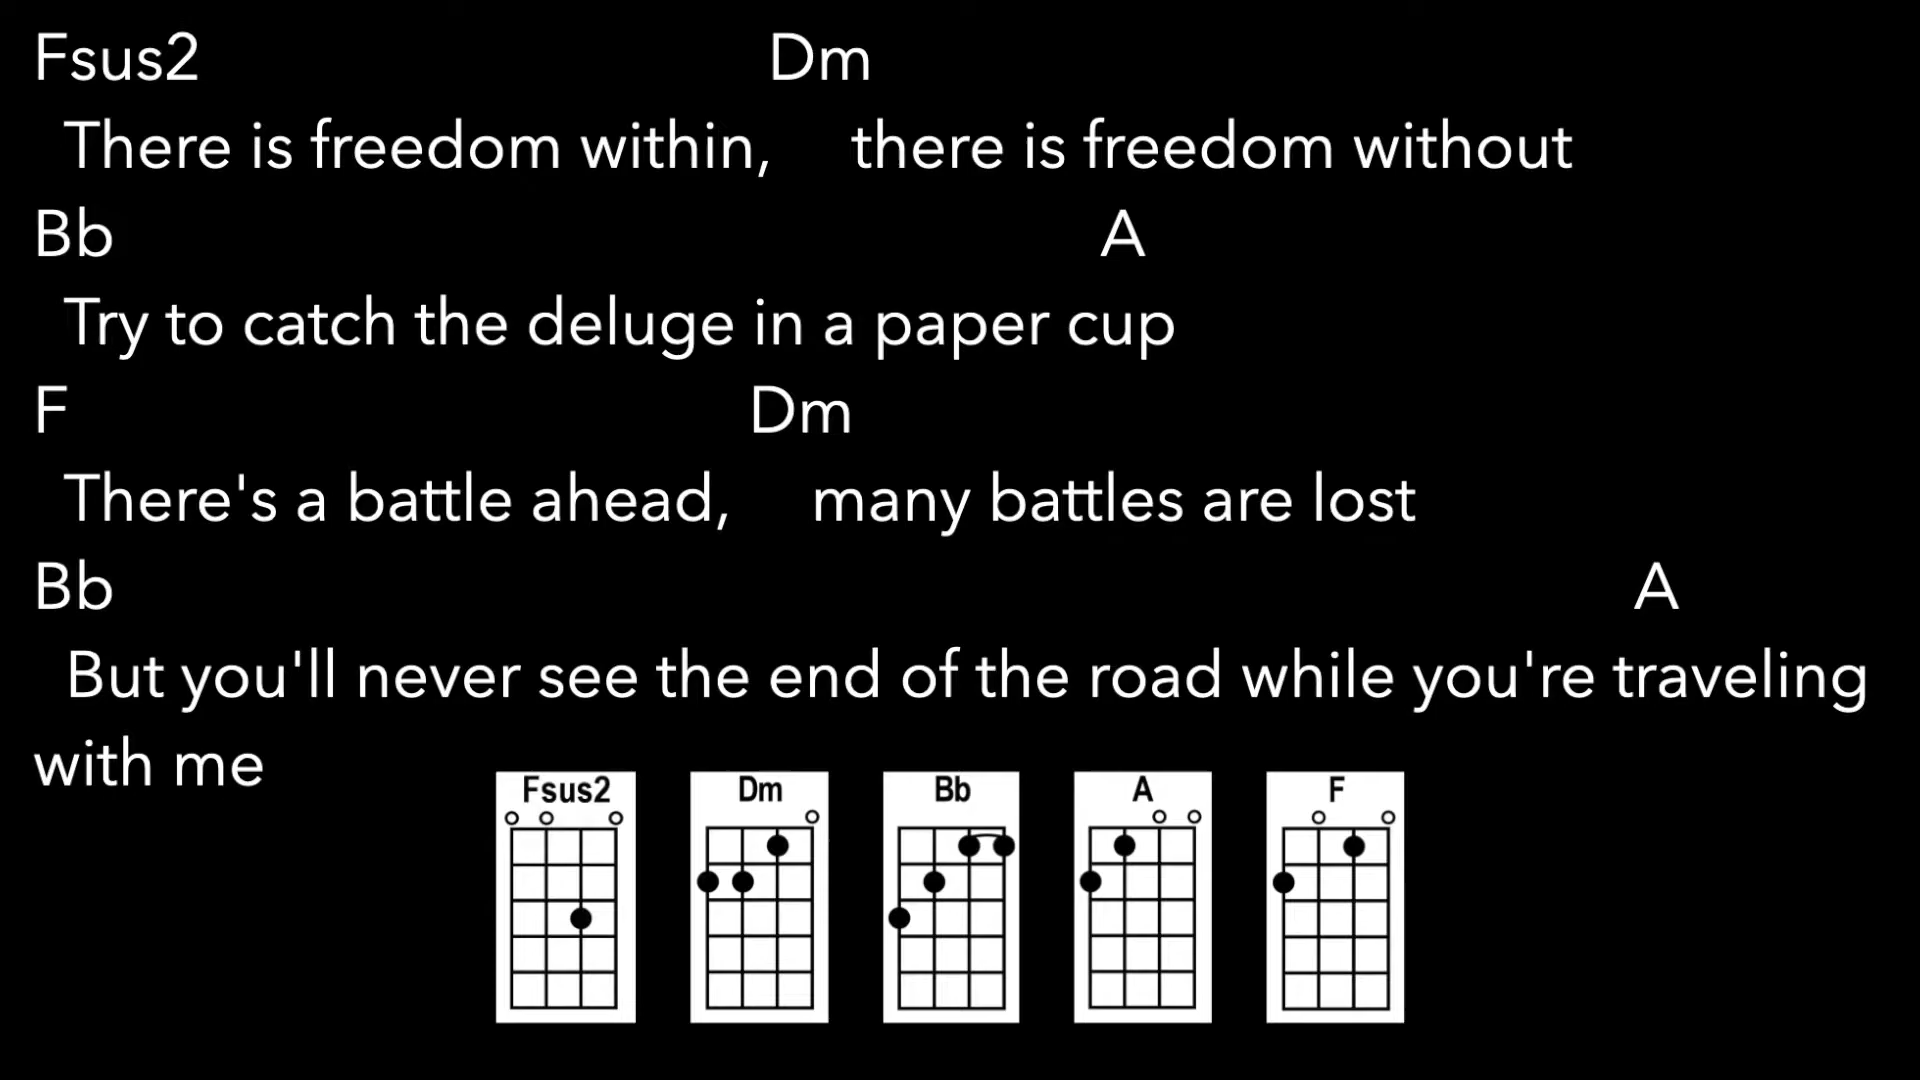 Fsus2 Dm
There is freedom within, there is freedom without
Bb A
Try to catch the deluge in a paper cup
F Dm
There's a battle ahead, many battles are lost
Bb A
But you'll never see the end of the road while you're traveling
with me
Fsus2 Dm Bb A F